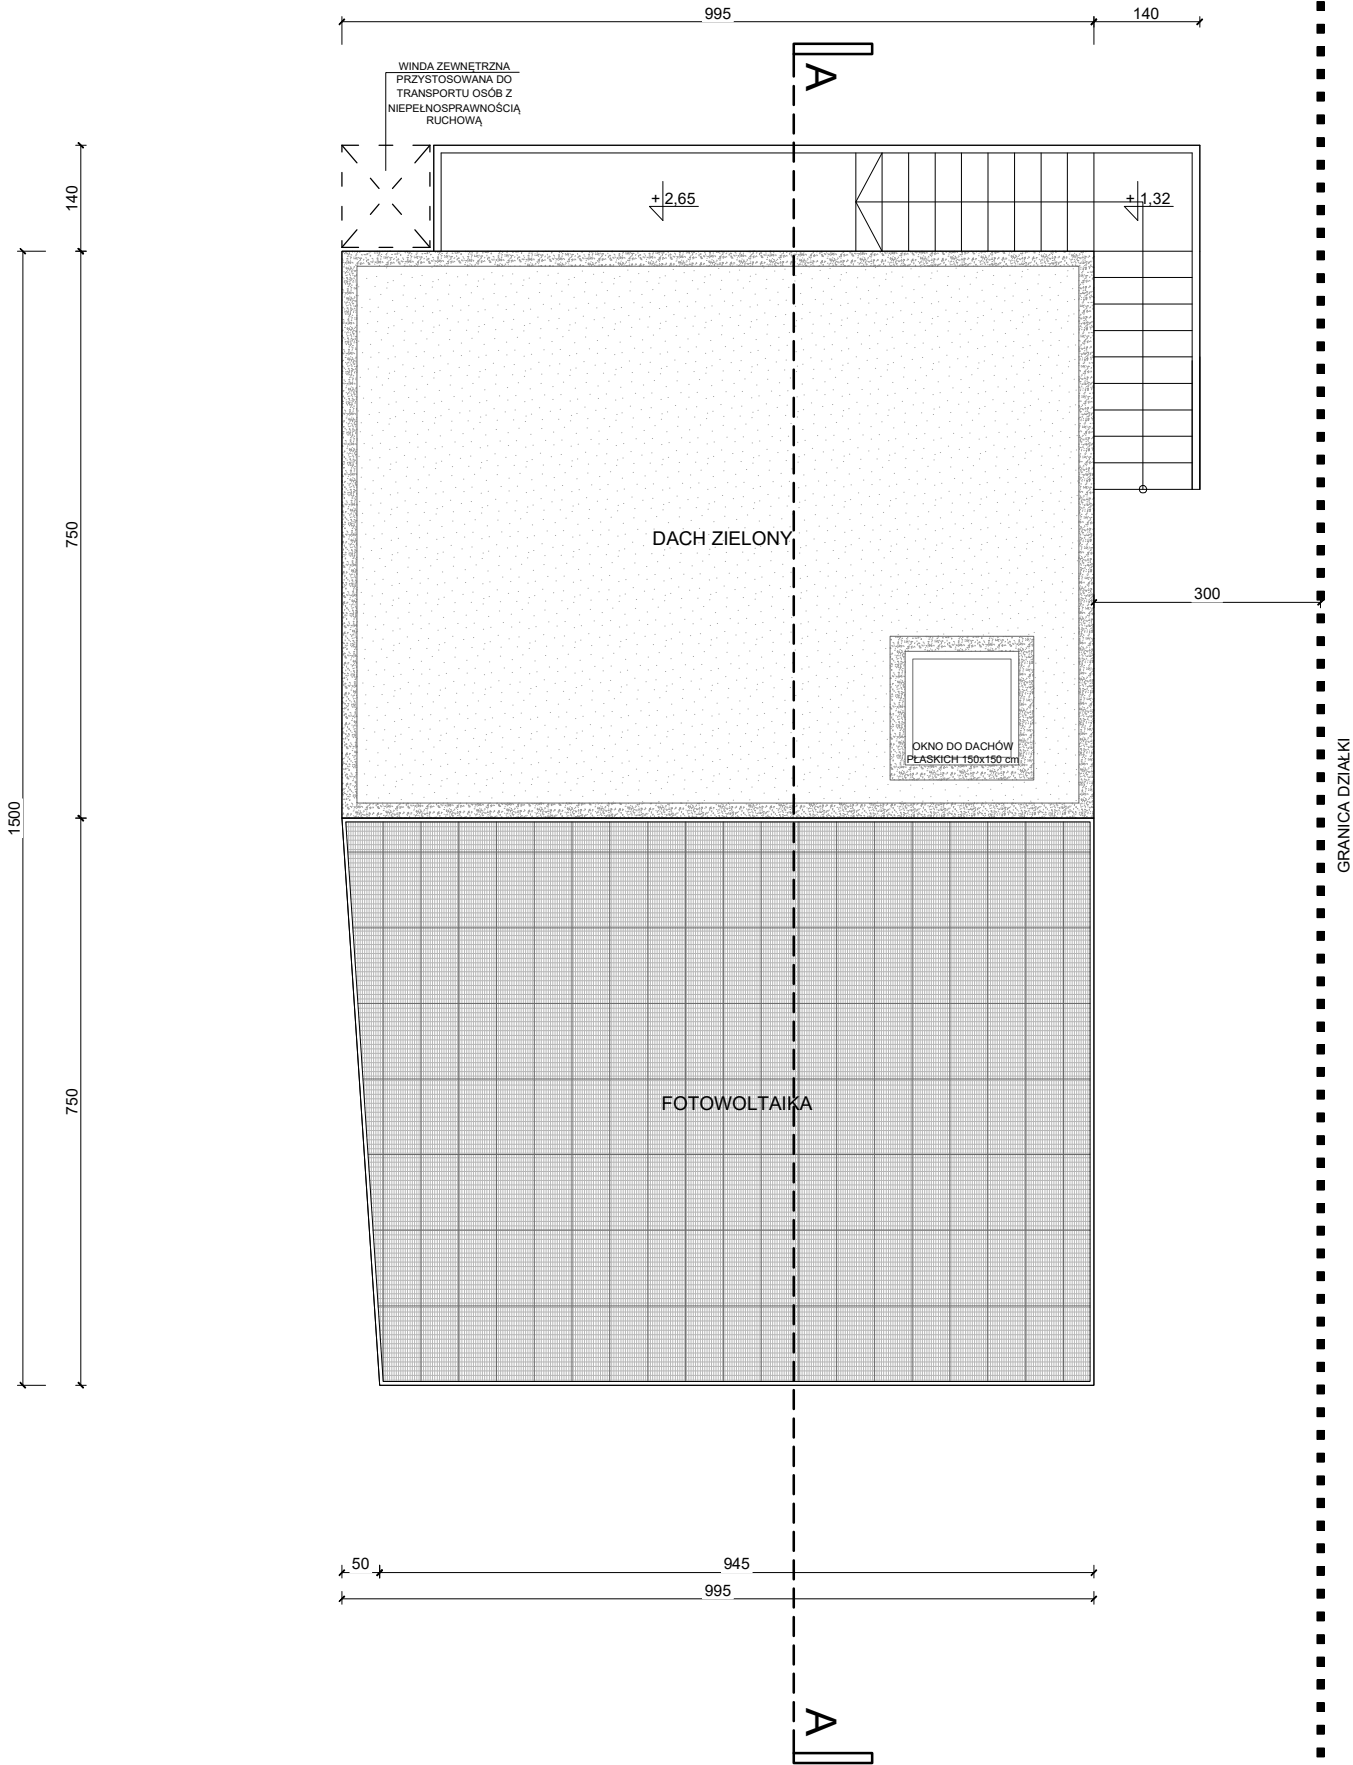 995
140
A
WINDA ZEWNĘTRZNA
PRZYSTOSOWANA DO
TRANSPORTU OSÓB Z
NIEPEŁNOSPRAWNOŚCIĄ
RUCHOWĄ
140
+ 2,65
+ 1,32
750
DACH ZIELONY
300
OKNO DO DACHÓW
PŁASKICH 150x150 cm
1500
GRANICA DZIAŁKI
750
FOTOWOLTAIKA
50
945
995
A